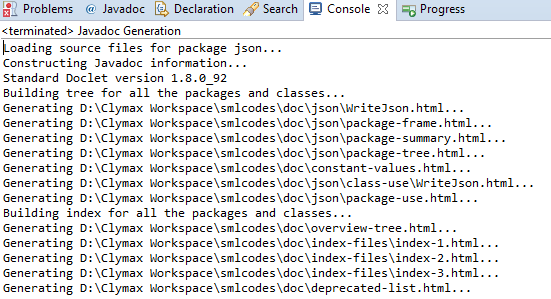 Problems @ Javadoc Declaration Search Console Progress
<terminated> Javadoc Generation
Loading source files for package json...
Constructing Javadoc information...
Standard Doclet version 1.8.0_92
Building tree for all the packages and classes...
Generating D:\Clymax Workspace\smlcodes\doc\json\WriteJson.html...
Generating D:\Clymax Workspace\smlcodes\doc\json\package-frame.html...
Generating D:\Clymax Workspace\smlcodes\doc\json\package-summary.html...
Generating D:\Clymax Workspace\smlcodes\doc\json\package-tree.html...
Generating D:\Clymax Workspace\smlcodes\doc\constant-values.html...
Generating D:\Clymax Workspace\smlcodes\doc\json\class-use\WriteJson.html...
Generating D:\Clymax Workspace\smlcodes\doc\json\package-use.html...
Building index for all the packages and classes...
Generating D:\Clymax Workspace\smlcodes\doc\overview-tree.html...
Generating D:\Clymax Workspace\smlcodes\doc\index-files\index-1.html...
Generating D:\Clymax Workspace\smlcodes\doc\index-files\index-2.html...
Generating D:\Clymax Workspace\smlcodes\doc\index-files\index-3.html...
Generating D:\Clymax Workspace\smlcodes\doc\deprecated-list.html...